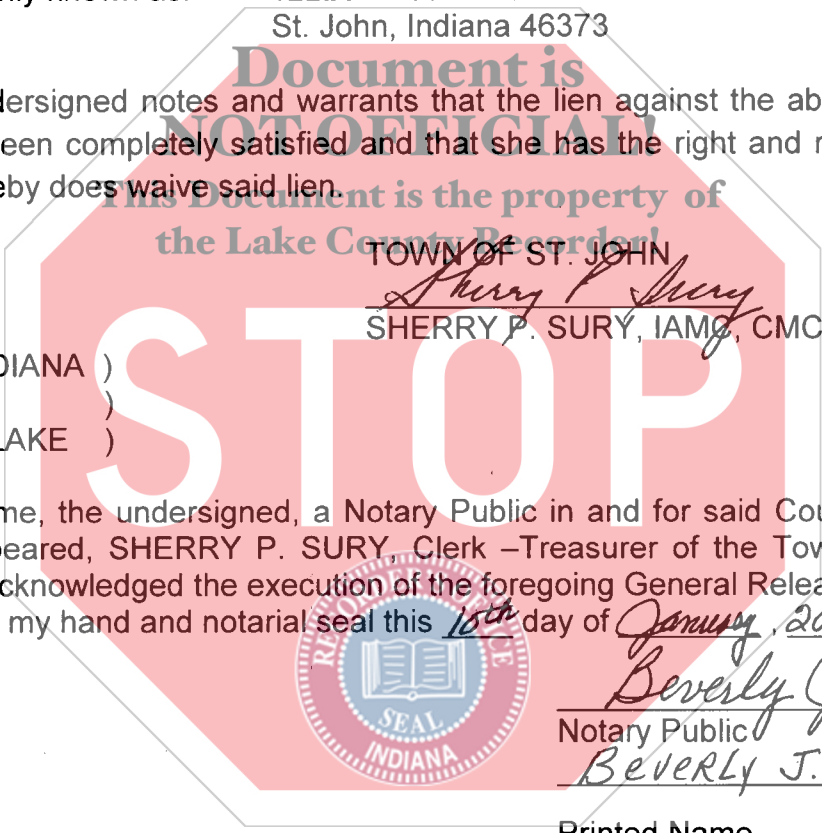 St. John, Indiana 46373
Document is
dersigned notes and warrants that the lien against the ab
NOT OFFICIAL!
een completely satisfied and that she has the right and
eby does waive said lien.
This Document is the property of
the Lake County Recorder!
TOWN OF ST. JOHN
Sherry P Sury
SHERRY P. SURY, IAMC, CMC
DIANA )
)
LAKE )
STOP
me, the undersigned, a Notary Public in and for said Cou
peared, SHERRY P. SURY, Clerk –Treasurer of the Tow
cknowledged the execution of the foregoing General Relea
my hand and notarial seal this 10th day of January, 20
RECORDER OFFICE
SEAL
INDIANA
Beverly
Notary Public
BEVERLY J.
Printed Name